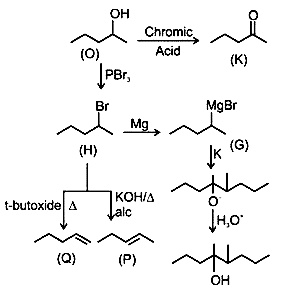 OH
Chromic
Acid
O
(O)
(K)
PBr₃
Br
Mg
MgBr
(H)
(G)
K
t-butoxide Δ
KOH/Δ
alc
O⁻
H₃O⁺
(Q)
(P)
OH